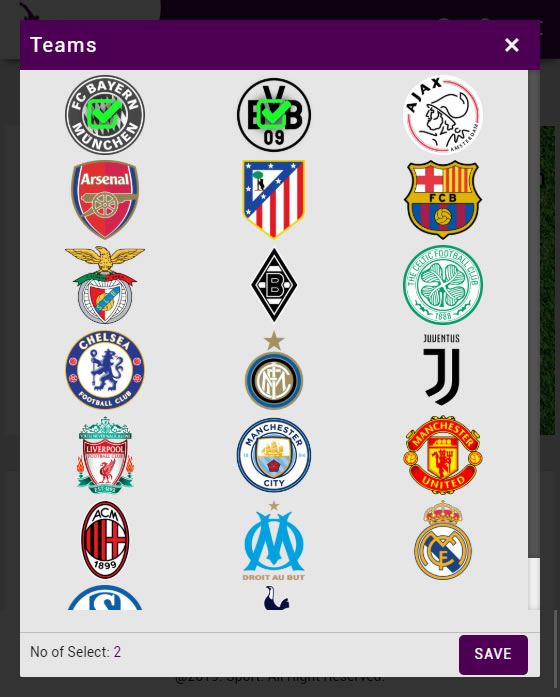 Teams ×
FC BAYERN
MÜNCHEN
BVB
09
AJAX
AMSTERDAM
Arsenal
FCB
B
THE CELTIC FOOTBALL CLUB
1888
CHELSEA
FOOTBALL CLUB
JUVENTUS
J
YOU'LL NEVER WALK ALONE
LIVERPOOL
FOOTBALL CLUB
EST·1892
MANCHESTER
18 94
CITY
MANCHESTER
UNITED
ACM
1899
DROIT AU BUT
No of Select: 2
SAVE
@2019. Sport. All Right Reserved.